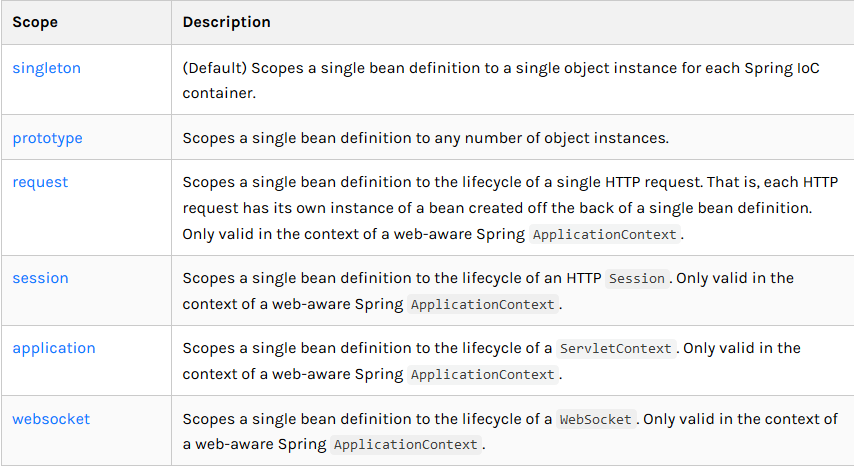 Scope Description
singleton (Default) Scopes a single bean definition to a single object instance for each Spring IoC
container.
prototype Scopes a single bean definition to any number of object instances.
request Scopes a single bean definition to the lifecycle of a single HTTP request. That is, each HTTP
request has its own instance of a bean created off the back of a single bean definition.
Only valid in the context of a web-aware Spring ApplicationContext.
session Scopes a single bean definition to the lifecycle of an HTTP Session. Only valid in the
context of a web-aware Spring ApplicationContext.
application Scopes a single bean definition to the lifecycle of a ServletContext. Only valid in the
context of a web-aware Spring ApplicationContext.
websocket Scopes a single bean definition to the lifecycle of a WebSocket. Only valid in the context of
a web-aware Spring ApplicationContext.